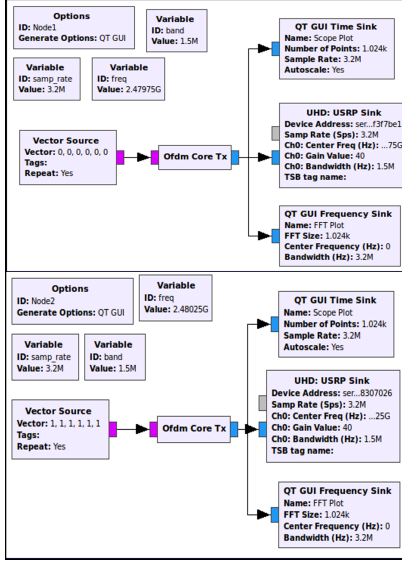 Options
ID: Node1
Generate Options: QT GUI
Variable
ID: band
Value: 1.5M
Variable
ID: samp_rate
Value: 3.2M
Variable
ID: freq
Value: 2.47975G
Vector Source
Vector: 0, 0, 0, 0, 0, 0
Tags:
Repeat: Yes
Ofdm Core Tx
QT GUI Time Sink
Name: Scope Plot
Number of Points: 1.024k
Sample Rate: 3.2M
Autoscale: Yes
UHD: USRP Sink
Device Address: ser...f3f7be1
Samp Rate (Sps): 3.2M
Ch0: Center Freq (Hz): ...75G
Ch0: Gain Value: 40
Ch0: Bandwidth (Hz): 1.5M
TSB tag name:
QT GUI Frequency Sink
Name: FFT Plot
FFT Size: 1.024k
Center Frequency (Hz): 0
Bandwidth (Hz): 3.2M
Options
ID: Node2
Generate Options: QT GUI
Variable
ID: freq
Value: 2.48025G
Variable
ID: samp_rate
Value: 3.2M
Variable
ID: band
Value: 1.5M
Vector Source
Vector: 1, 1, 1, 1, 1, 1
Tags:
Repeat: Yes
Ofdm Core Tx
QT GUI Time Sink
Name: Scope Plot
Number of Points: 1.024k
Sample Rate: 3.2M
Autoscale: Yes
UHD: USRP Sink
Device Address: ser...8307026
Samp Rate (Sps): 3.2M
Ch0: Center Freq (Hz): ...25G
Ch0: Gain Value: 40
Ch0: Bandwidth (Hz): 1.5M
TSB tag name:
QT GUI Frequency Sink
Name: FFT Plot
FFT Size: 1.024k
Center Frequency (Hz): 0
Bandwidth (Hz): 3.2M